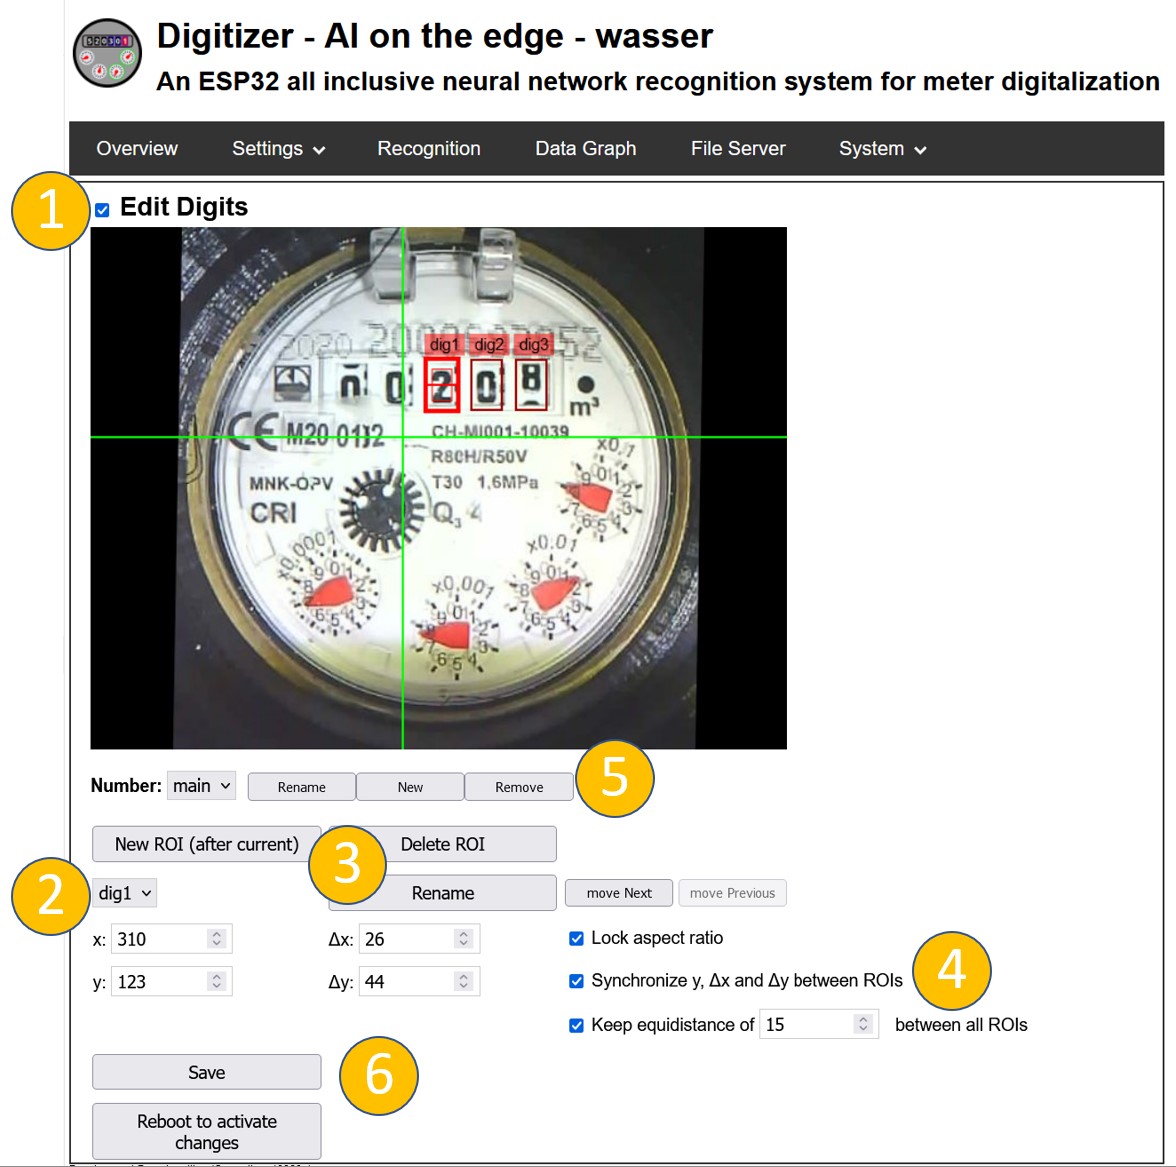 Digitizer - AI on the edge - wasser
An ESP32 all inclusive neural network recognition system for meter digitalization
Overview Settings Recognition Data Graph File Server System
1
Edit Digits
2020
dig1 dig2 dig3
0 0 2 0 8 m³
CE M20 0102 CH-MI001-10039
R80H/R50V
MNK-OPV T30 1,6MPa
CRI Q₃ 4
x0,1
x0,0001 x0,001 x0,01
Number: main Rename New Remove
5
New ROI (after current) Delete ROI
3
2
dig1 Rename move Next move Previous
x: 310 Δx: 26 Lock aspect ratio
y: 123 Δy: 44 Synchronize y, Δx and Δy between ROIs
4
Keep equidistance of 15 between all ROIs
Save
6
Reboot to activate
changes